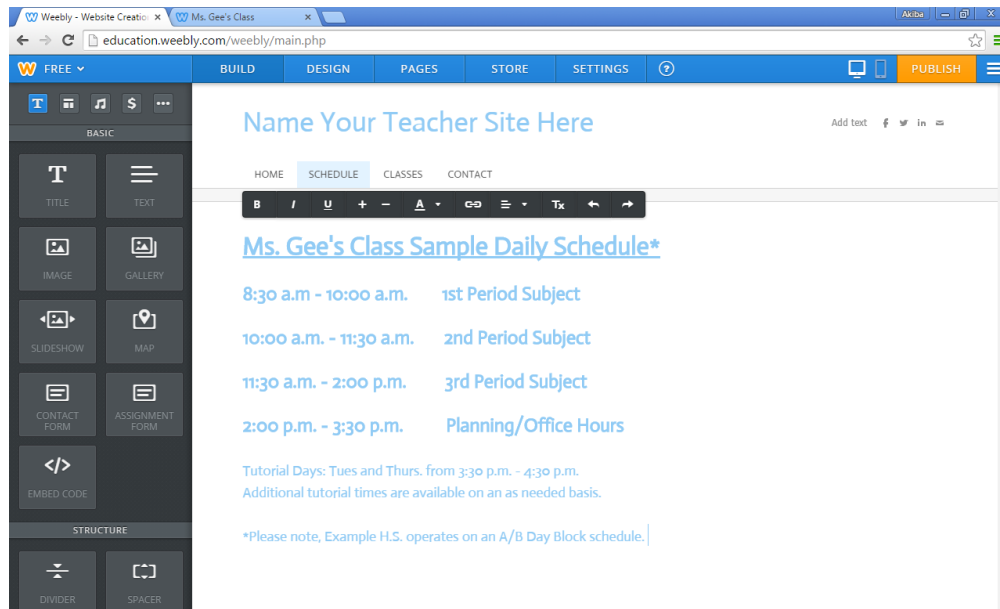 Weebly - Website Creatio
Ms. Gee's Class
Akiba
education.weebly.com/weebly/main.php
FREE
BUILD
DESIGN
PAGES
STORE
SETTINGS
?
PUBLISH
T
$
BASIC
T
TITLE
TEXT
IMAGE
GALLERY
SLIDESHOW
MAP
CONTACT
FORM
ASSIGNMENT
FORM
</>
EMBED CODE
STRUCTURE
DIVIDER
SPACER
Name Your Teacher Site Here
Add text
f
in
HOME
SCHEDULE
CLASSES
CONTACT
B I U + - A Tx
Ms. Gee's Class Sample Daily Schedule*
8:30 a.m - 10:00 a.m. 1st Period Subject
10:00 a.m. - 11:30 a.m. 2nd Period Subject
11:30 a.m. - 2:00 p.m. 3rd Period Subject
2:00 p.m. - 3:30 p.m. Planning/Office Hours
Tutorial Days: Tues and Thurs. from 3:30 p.m. - 4:30 p.m.
Additional tutorial times are available on an as needed basis.
*Please note, Example H.S. operates on an A/B Day Block schedule.